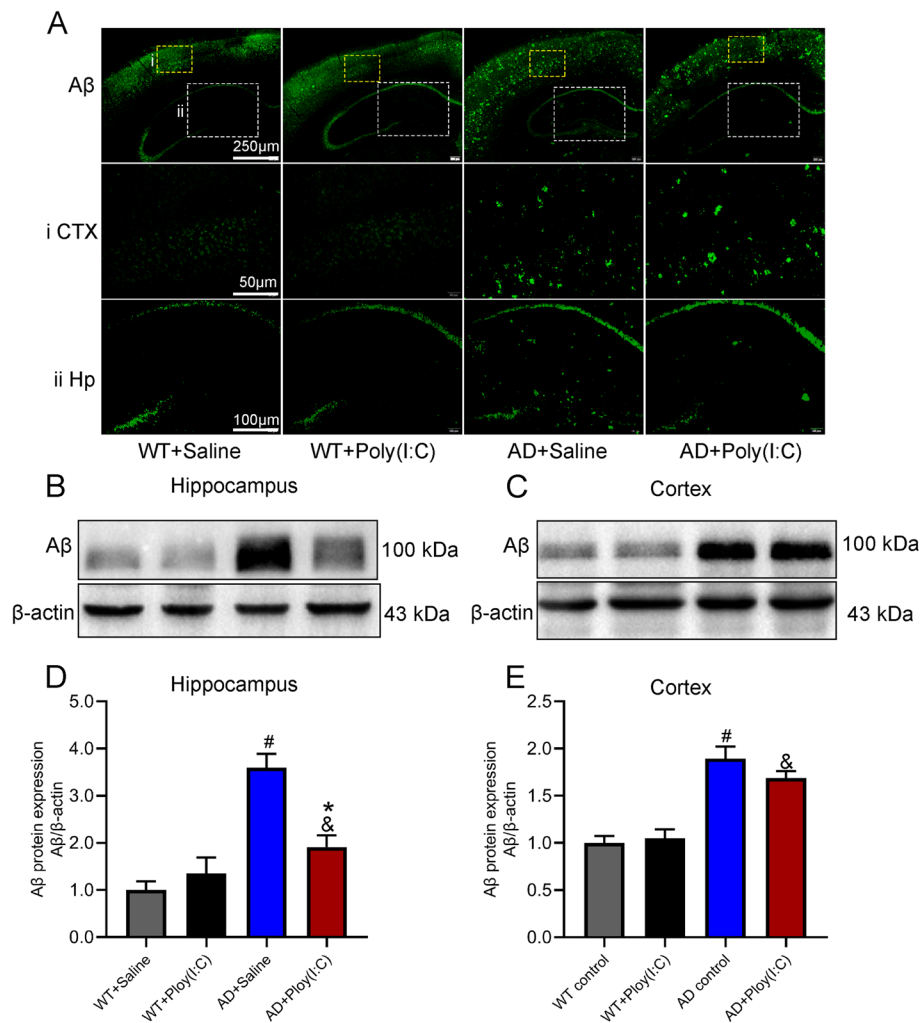 A
Aβ
i
ii
250μm
i CTX
50μm
ii Hp
100μm
WT+Saline
WT+Poly(I:C)
AD+Saline
AD+Poly(I:C)
B
Hippocampus
Aβ
100 kDa
β-actin
43 kDa
C
Cortex
Aβ
100 kDa
β-actin
43 kDa
D
Hippocampus
Aβ protein expression
Aβ/β-actin
5.0
4.0
3.0
2.0
1.0
0.0
#
*
&
WT+Saline
WT+Ploy(I:C)
AD+Saline
AD+Ploy(I:C)
E
Cortex
Aβ protein expression
Aβ/β-actin
2.5
2.0
1.5
1.0
0.5
0.0
#
&
WT control
WT+Ploy(I:C)
AD control
AD+Ploy(I:C)